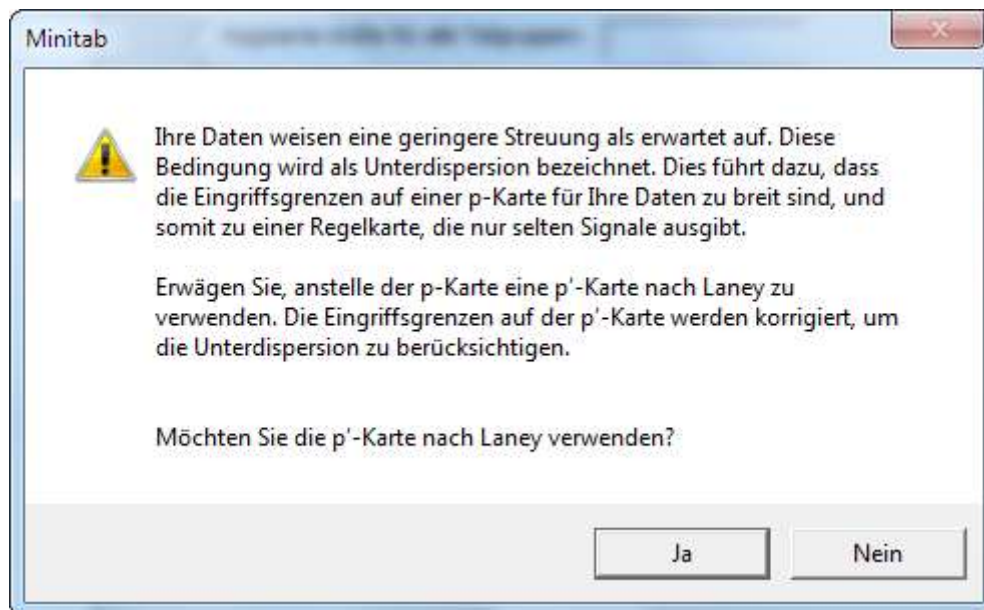 Minitab
Ihre Daten weisen eine geringere Streuung als erwartet auf. Diese
Bedingung wird als Unterdispersion bezeichnet. Dies führt dazu, dass
die Eingriffsgrenzen auf einer p-Karte für Ihre Daten zu breit sind, und
somit zu einer Regelkarte, die nur selten Signale ausgibt.
Erwägen Sie, anstelle der p-Karte eine p'-Karte nach Laney zu
verwenden. Die Eingriffsgrenzen auf der p'-Karte werden korrigiert, um
die Unterdispersion zu berücksichtigen.
Möchten Sie die p'-Karte nach Laney verwenden?
Ja
Nein